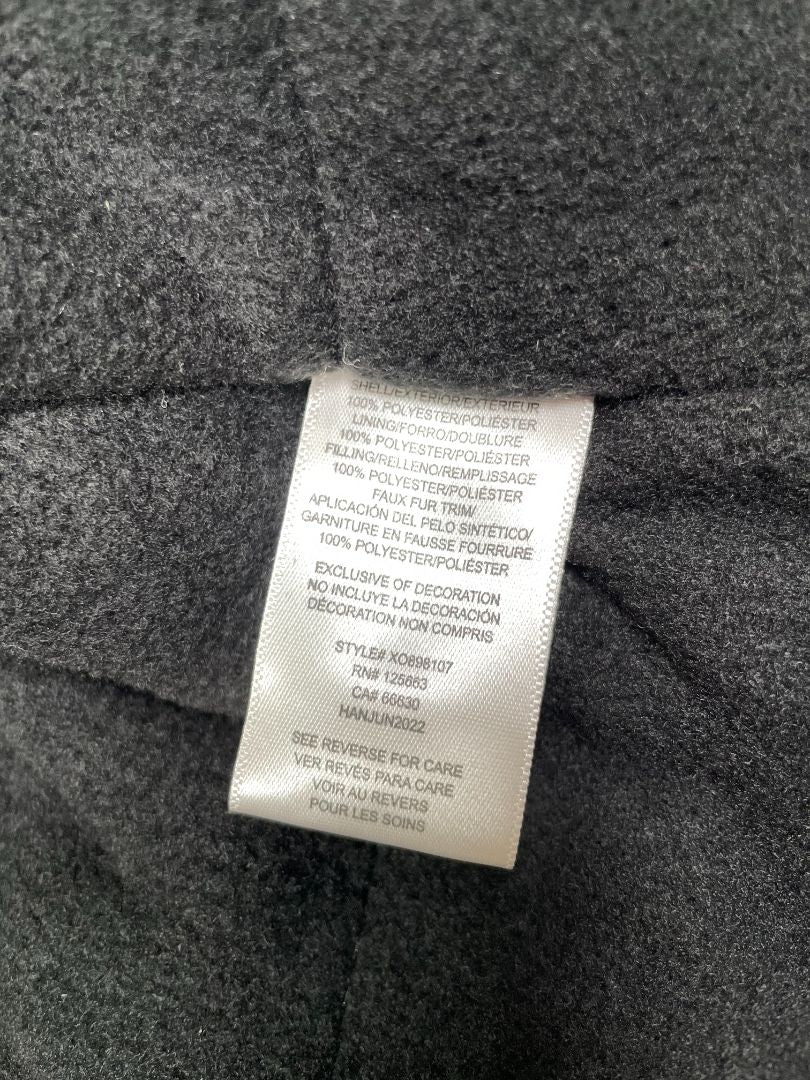 SHELL/EXTERIOR/EXTÉRIEUR
100% POLYESTER/POLIÉSTER
LINING/FORRO/DOUBLURE
100% POLYESTER/POLIÉSTER
FILLING/RELLENO/REMPLISSAGE
100% POLYESTER/POLIÉSTER
FAUX FUR TRIM/
APLICACIÓN DEL PELO SINTÉTICO/
GARNITURE EN FAUSSE FOURRURE
100% POLYESTER/POLIÉSTER
EXCLUSIVE OF DECORATION
NO INCLUYE LA DECORACIÓN
DÉCORATION NON COMPRIS
STYLE# XO898107
RN# 125663
CA# 66630
HANJUN2022
SEE REVERSE FOR CARE
VER REVÉS PARA CARE
VOIR AU REVERS
POUR LES SOINS